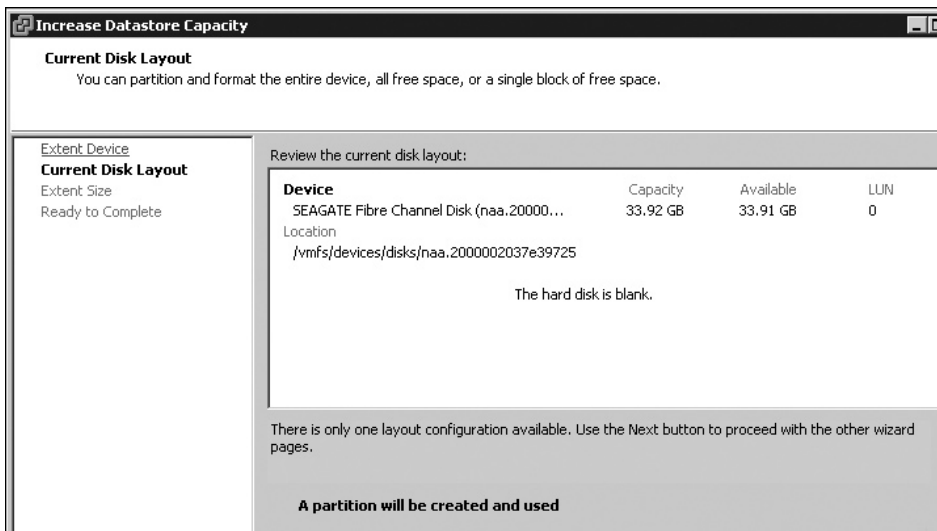 Increase Datastore Capacity
Current Disk Layout
You can partition and format the entire device, all free space, or a single block of free space.
Extent Device
Current Disk Layout
Extent Size
Ready to Complete
Review the current disk layout:
Device Capacity Available LUN
SEAGATE Fibre Channel Disk (naa.20000... 33.92 GB 33.91 GB 0
Location
/vmfs/devices/disks/naa.2000002037e39725
The hard disk is blank.
There is only one layout configuration available. Use the Next button to proceed with the other wizard
pages.
A partition will be created and used